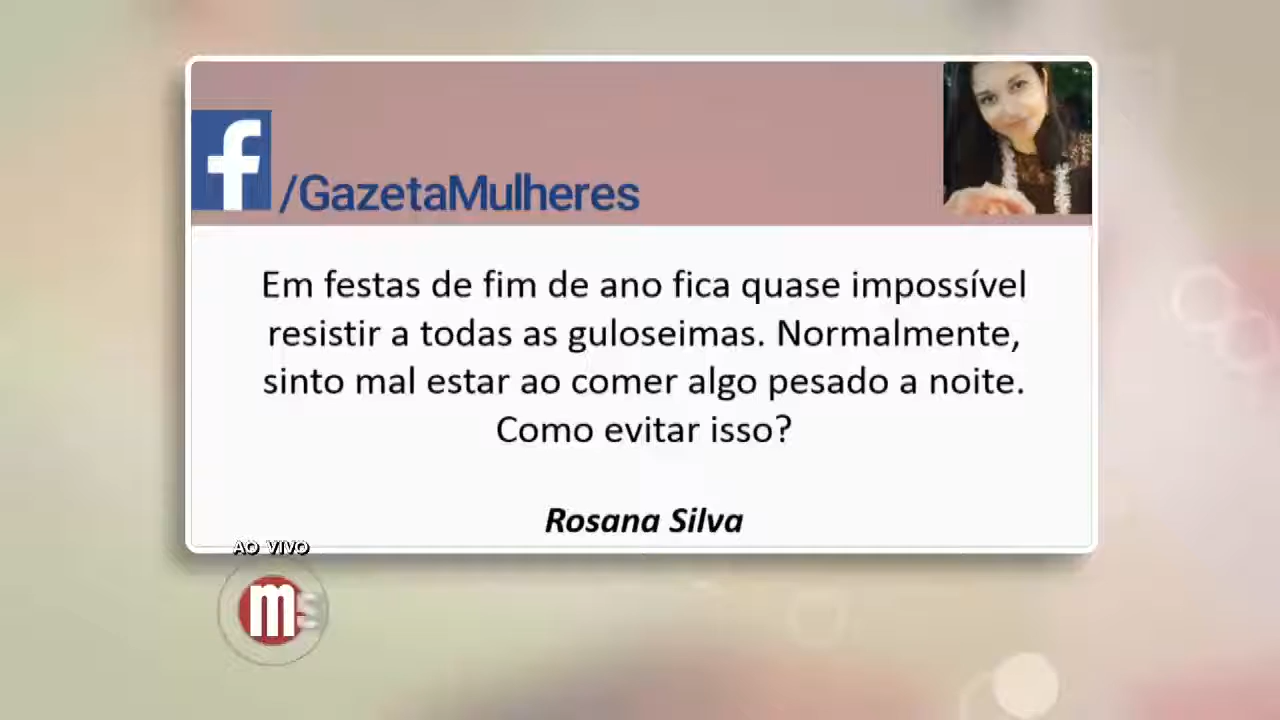 f /GazetaMulheres
Em festas de fim de ano fica quase impossível
resistir a todas as guloseimas. Normalmente,
sinto mal estar ao comer algo pesado a noite.
Como evitar isso?
Rosana Silva
AO VIVO
m